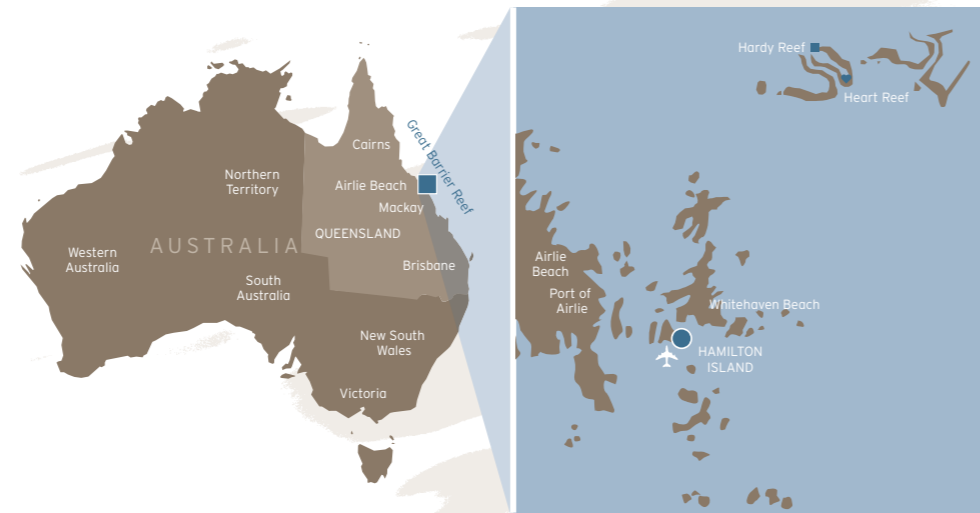 Cairns
Great Barrier Reef
Northern
Territory
Airlie Beach
Mackay
QUEENSLAND
AUSTRALIA
Western
Australia
Brisbane
South
Australia
New South
Wales
Victoria
Hardy Reef
Heart Reef
Airlie
Beach
Port of
Airlie
Whitehaven Beach
HAMILTON
ISLAND